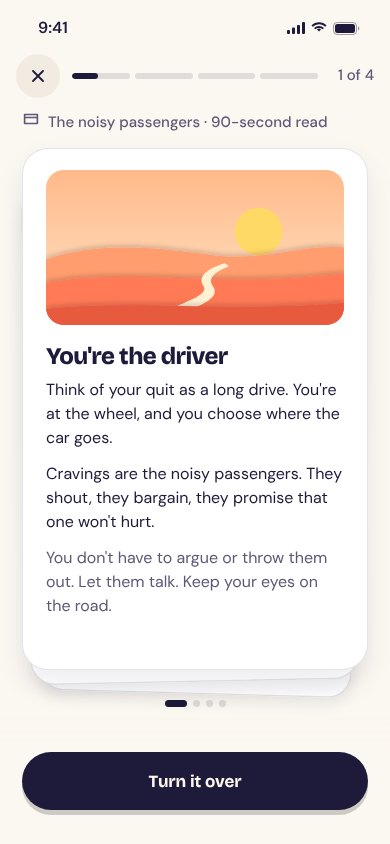 9:41
1 of 4
The noisy passengers · 90-second read
You're the driver
Think of your quit as a long drive. You're
at the wheel, and you choose where the
car goes.
Cravings are the noisy passengers. They
shout, they bargain, they promise that
one won't hurt.
You don't have to argue or throw them
out. Let them talk. Keep your eyes on
the road.
Turn it over